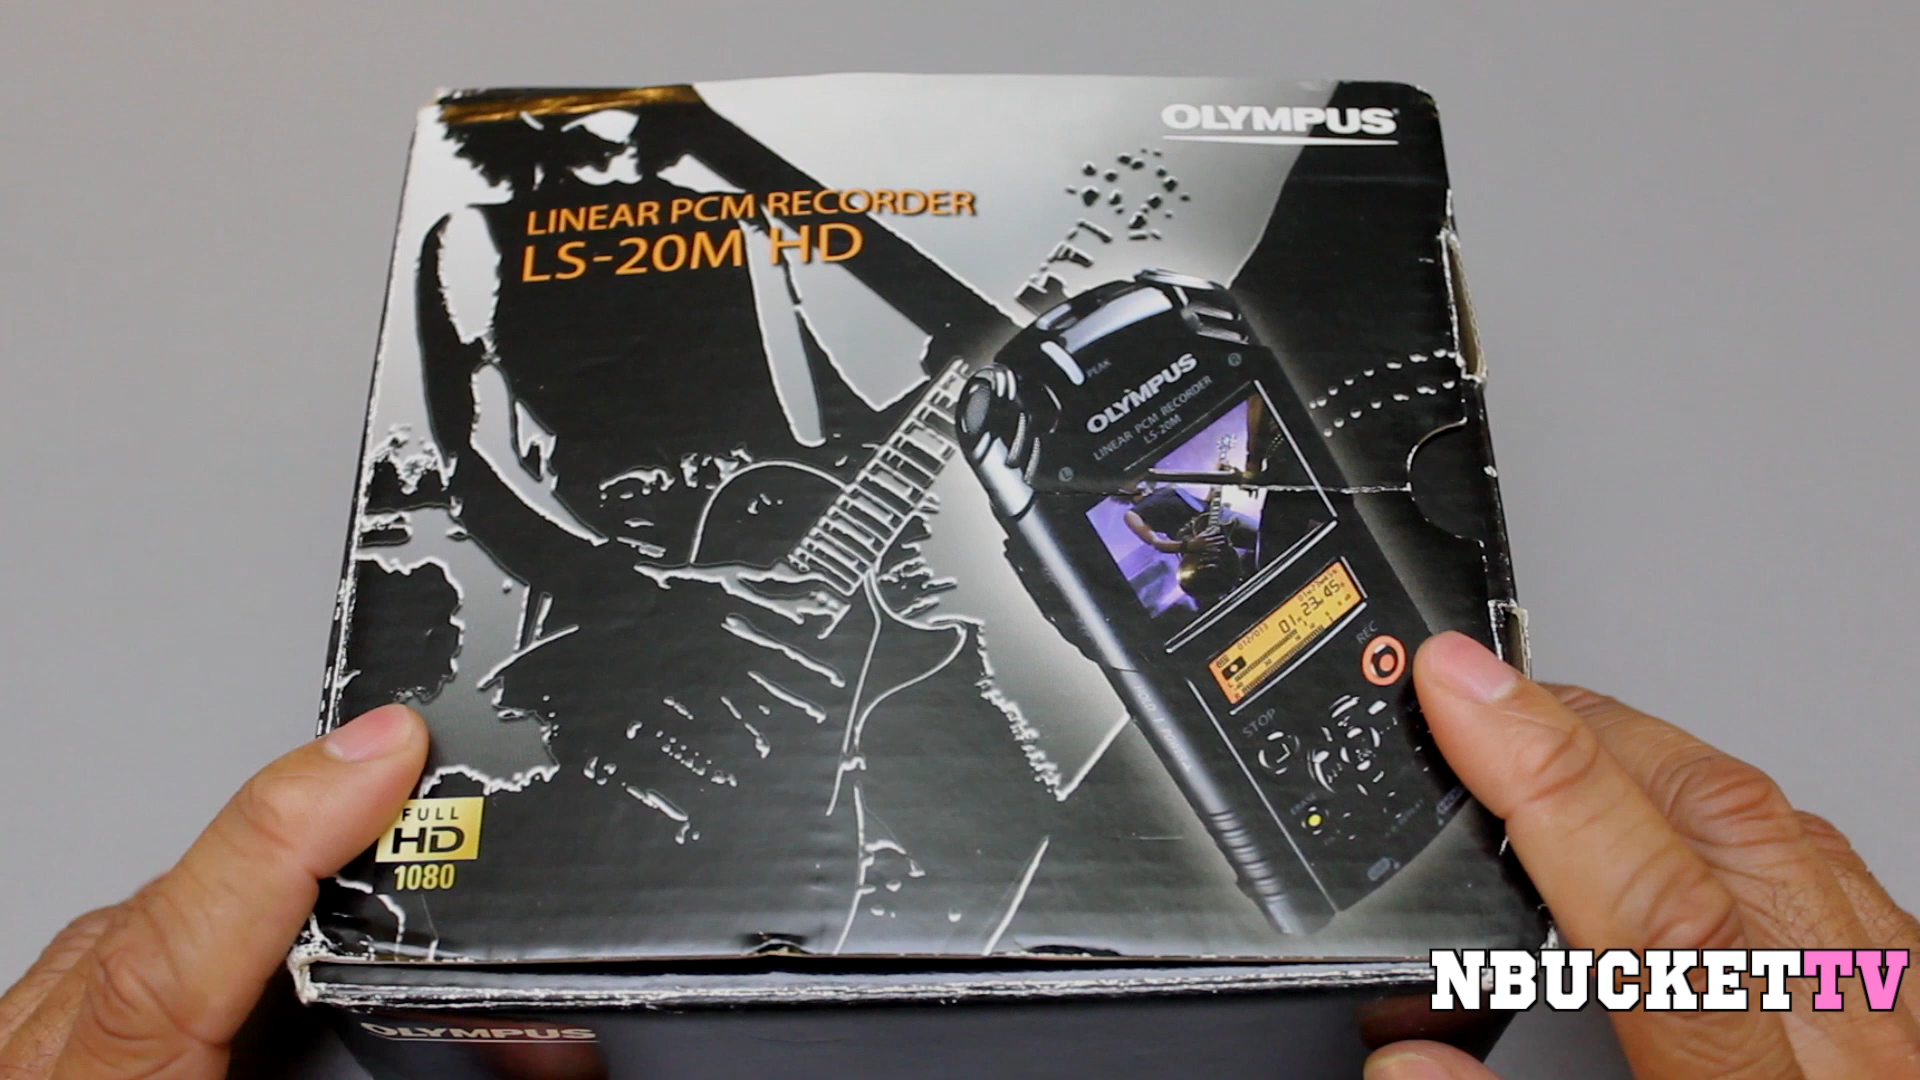 OLYMPUS
LINEAR PCM RECORDER
LS-20M HD
PEAK
OLYMPUS
LINEAR PCM RECORDER
LS-20M
R
L
REC
STOP
FULL
HD
1080
OLYMPUS
NBUCKETTV